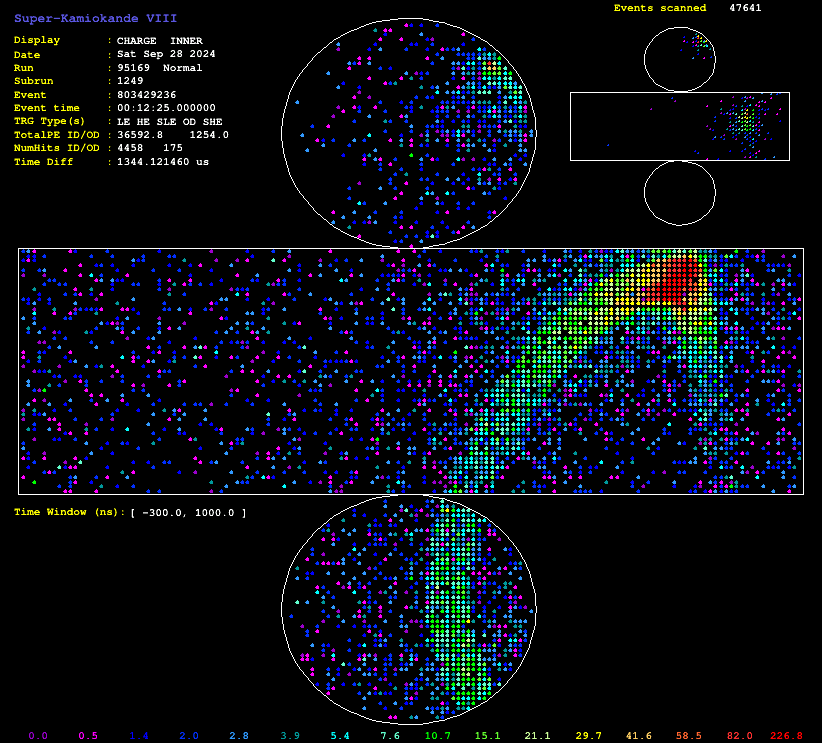 Super-Kamiokande VIII
Events scanned 47641
Display : CHARGE INNER
Date : Sat Sep 28 2024
Run : 95169 Normal
Subrun : 1249
Event : 803429236
Event time : 00:12:25.000000
TRG Type(s) : LE HE SLE OD SHE
TotalPE ID/OD : 36592.8 1254.0
NumHits ID/OD : 4458 175
Time Diff : 1344.121460 us
Time Window (ns): [ -300.0, 1000.0 ]
0.0 0.5 1.4 2.0 2.8 3.9 5.4 7.6 10.7 15.1 21.1 29.7 41.6 58.5 82.0 226.8